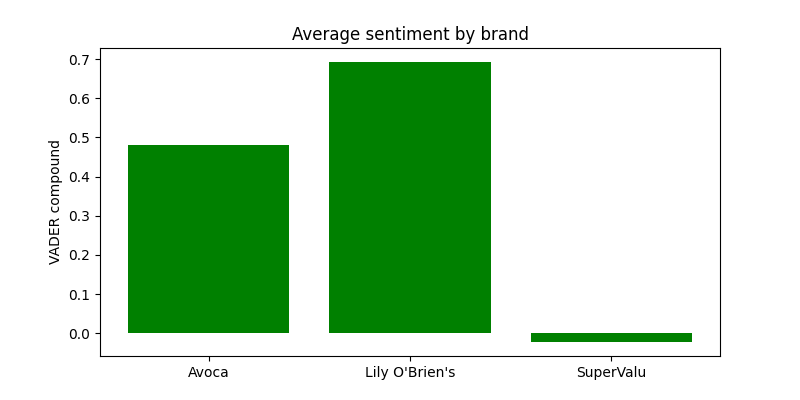 Average sentiment by brand
VADER compound
0.7
0.6
0.5
0.4
0.3
0.2
0.1
0.0
Avoca
Lily O'Brien's
SuperValu